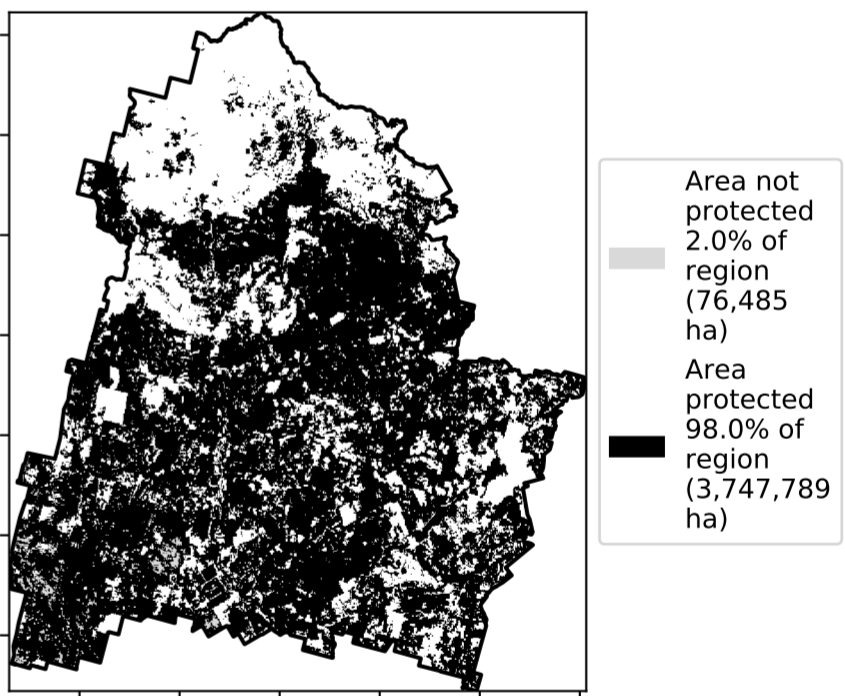 Area not
protected
2.0% of
region
(76,485
ha)
Area
protected
98.0% of
region
(3,747,789
ha)